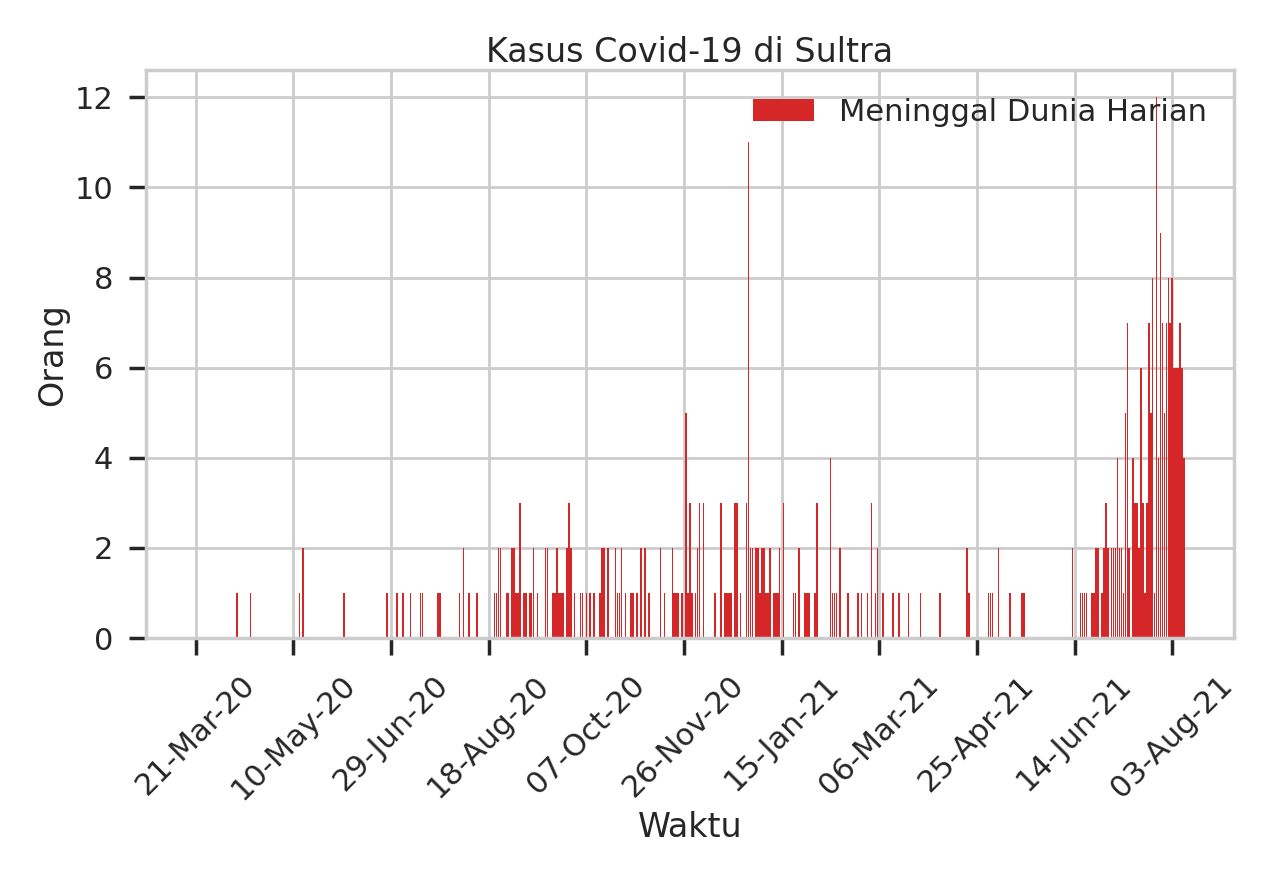 Kasus Covid-19 di Sultra
Meninggal Dunia Harian
12
10
8
6
4
2
0
Orang
21-Mar-20
10-May-20
29-Jun-20
18-Aug-20
07-Oct-20
26-Nov-20
15-Jan-21
06-Mar-21
25-Apr-21
14-Jun-21
03-Aug-21
Waktu